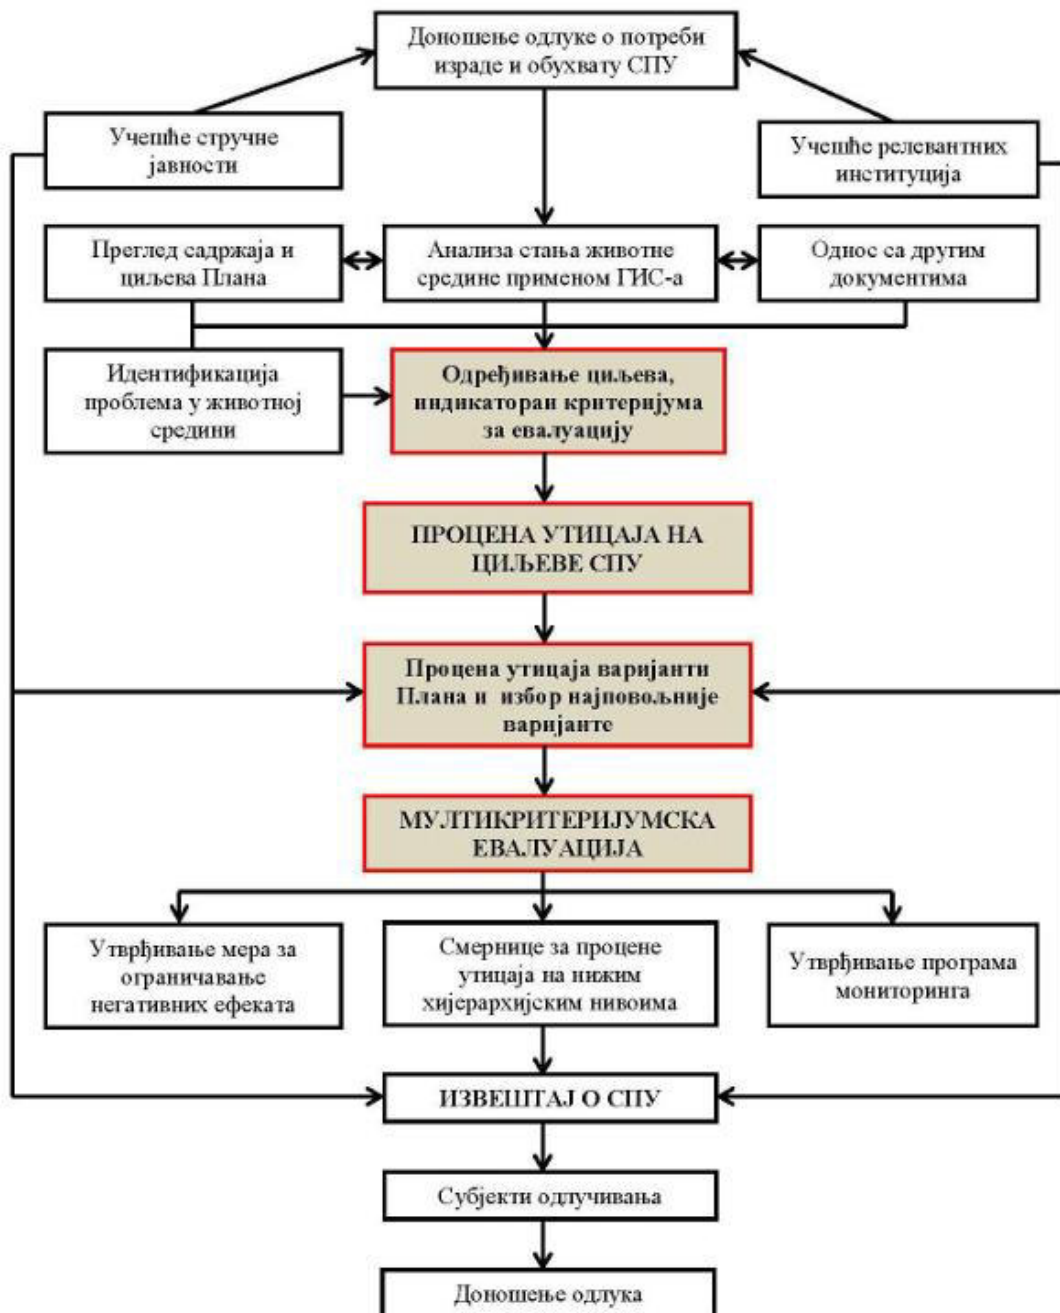 Доношење одлуке о потреби
израде и обухвату СПУ
Учешће стручне
јавности
Учешће релевантних
институција
Преглед садржаја и
циљева Плана
Анализа стања животне
средине применом ГИС-а
Однос са другим
документима
Идентификација
проблема у животној
средини
Одређивање циљева,
индикатораи критеријума
за евалуацију
ПРОЦЕНА УТИЦАЈА НА
ЦИЉЕВЕ СПУ
Процена утицаја варијанти
Плана и избор најповољније
варијанте
МУЛТИКРИТЕРИЈУМСКА
ЕВАЛУАЦИЈА
Утврђивање мера за
ограничавање
негативних ефеката
Смернице за процене
утицаја на нижим
хијерархијским нивоима
Утврђивање програма
мониторинга
ИЗВЕШТАЈ О СПУ
Субјекти одлучивања
Доношење одлука